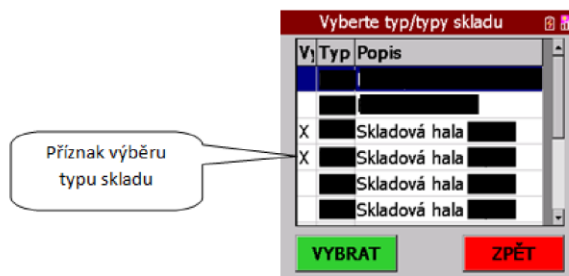 Vyberte typ/typy skladu
Vy Typ Popis
X Skladová hala
X Skladová hala
Skladová hala
Skladová hala
Příznak výběru
typu skladu
VYBRAT ZPĚT